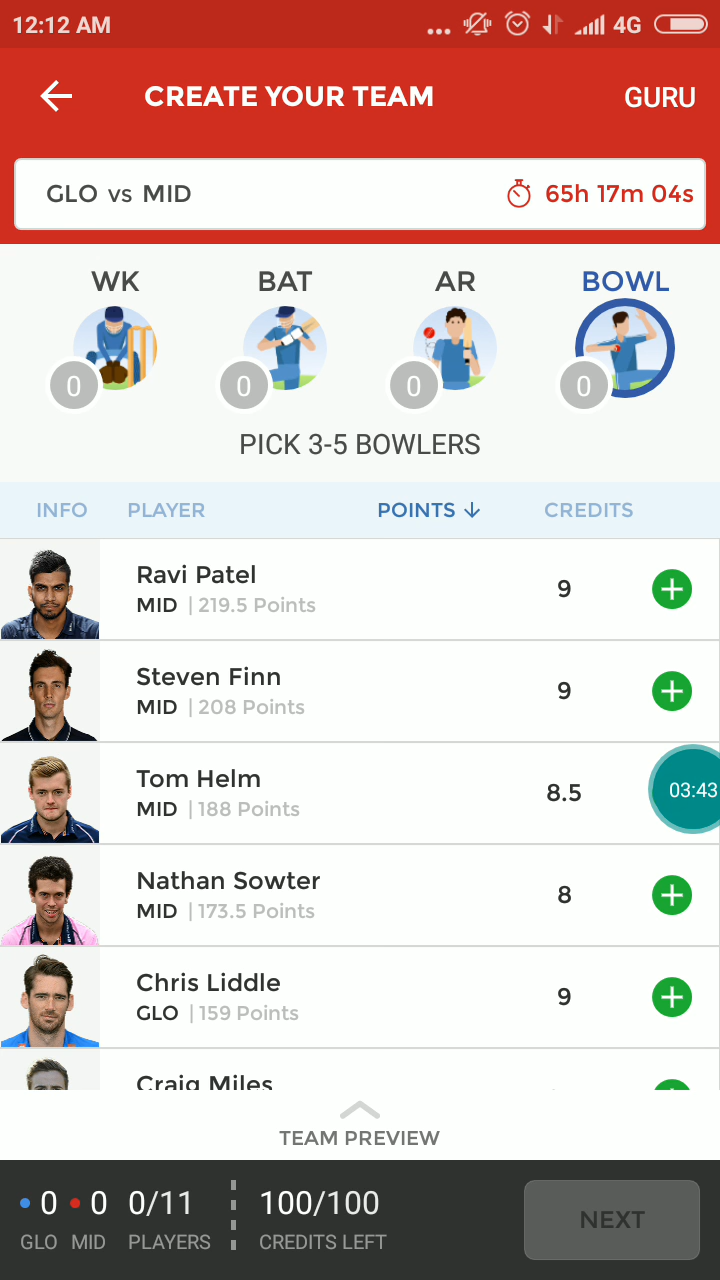 12:12 AM ... 4G
CREATE YOUR TEAM GURU
GLO vs MID 65h 17m 04s
WK BAT AR BOWL
0 0 0 0
PICK 3-5 BOWLERS
INFO PLAYER POINTS ↓ CREDITS
Ravi Patel
MID | 219.5 Points 9 +
Steven Finn
MID | 208 Points 9 +
Tom Helm
MID | 188 Points 8.5 03:43
Nathan Sowter
MID | 173.5 Points 8 +
Chris Liddle
GLO | 159 Points 9 +
Craig Miles
TEAM PREVIEW
0 0 0/11 100/100
GLO MID PLAYERS CREDITS LEFT NEXT